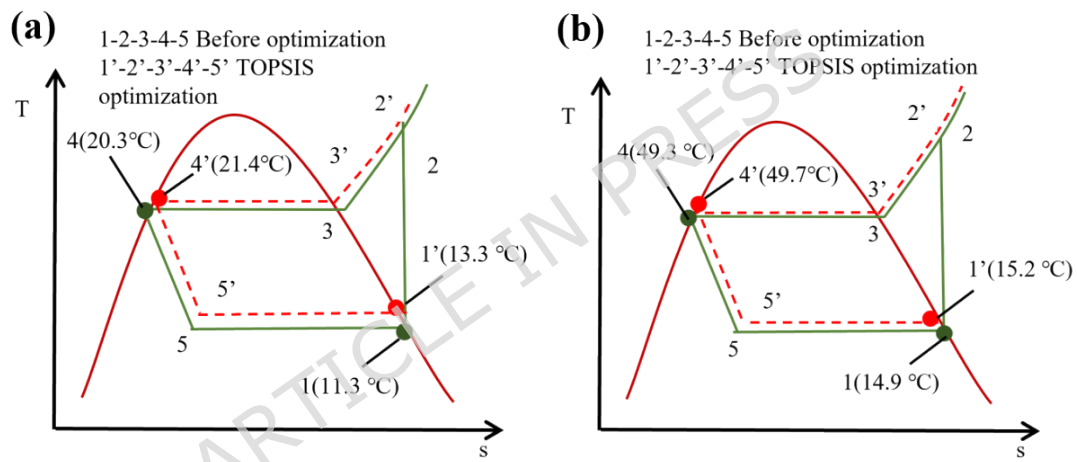 (a)
1-2-3-4-5 Before optimization
1'-2'-3'-4'-5' TOPSIS
optimization
T
2'
4(20.3℃)
3'
4'(21.4℃)
2
3
1'(13.3 ℃)
5'
5
1(11.3 ℃)
s
(b)
1-2-3-4-5 Before optimization
1'-2'-3'-4'-5' TOPSIS optimization
T
2'
2
4(49.3 ℃)
4'(49.7℃)
3'
3
1'(15.2 ℃)
5'
5
1(14.9 ℃)
s
ARTICLE IN PRESS